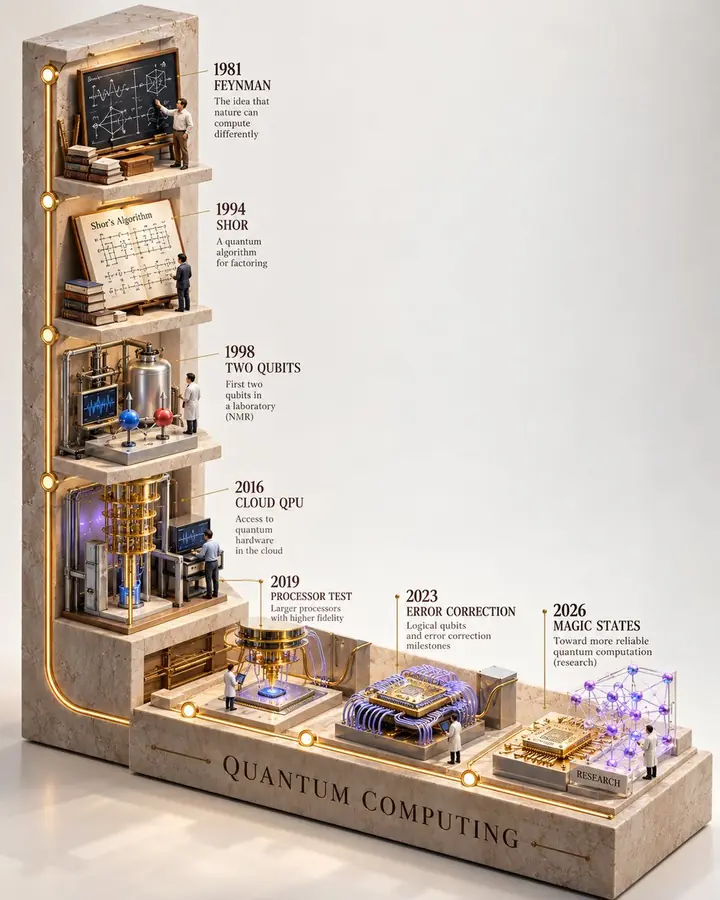 1981
FEYNMAN
The idea that
nature can
compute
differently
Shor's Algorithm
1994
SHOR
A quantum
algorithm
for factoring
1998
TWO QUBITS
First two
qubits in
a laboratory
(NMR)
2016
CLOUD QPU
Access to
quantum
hardware
in the cloud
2019
PROCESSOR TEST
Larger processors
with higher fidelity
2023
ERROR CORRECTION
Logical qubits
and error correction
milestones
2026
MAGIC STATES
Toward more reliable
quantum computation
(research)
RESEARCH
QUANTUM COMPUTING